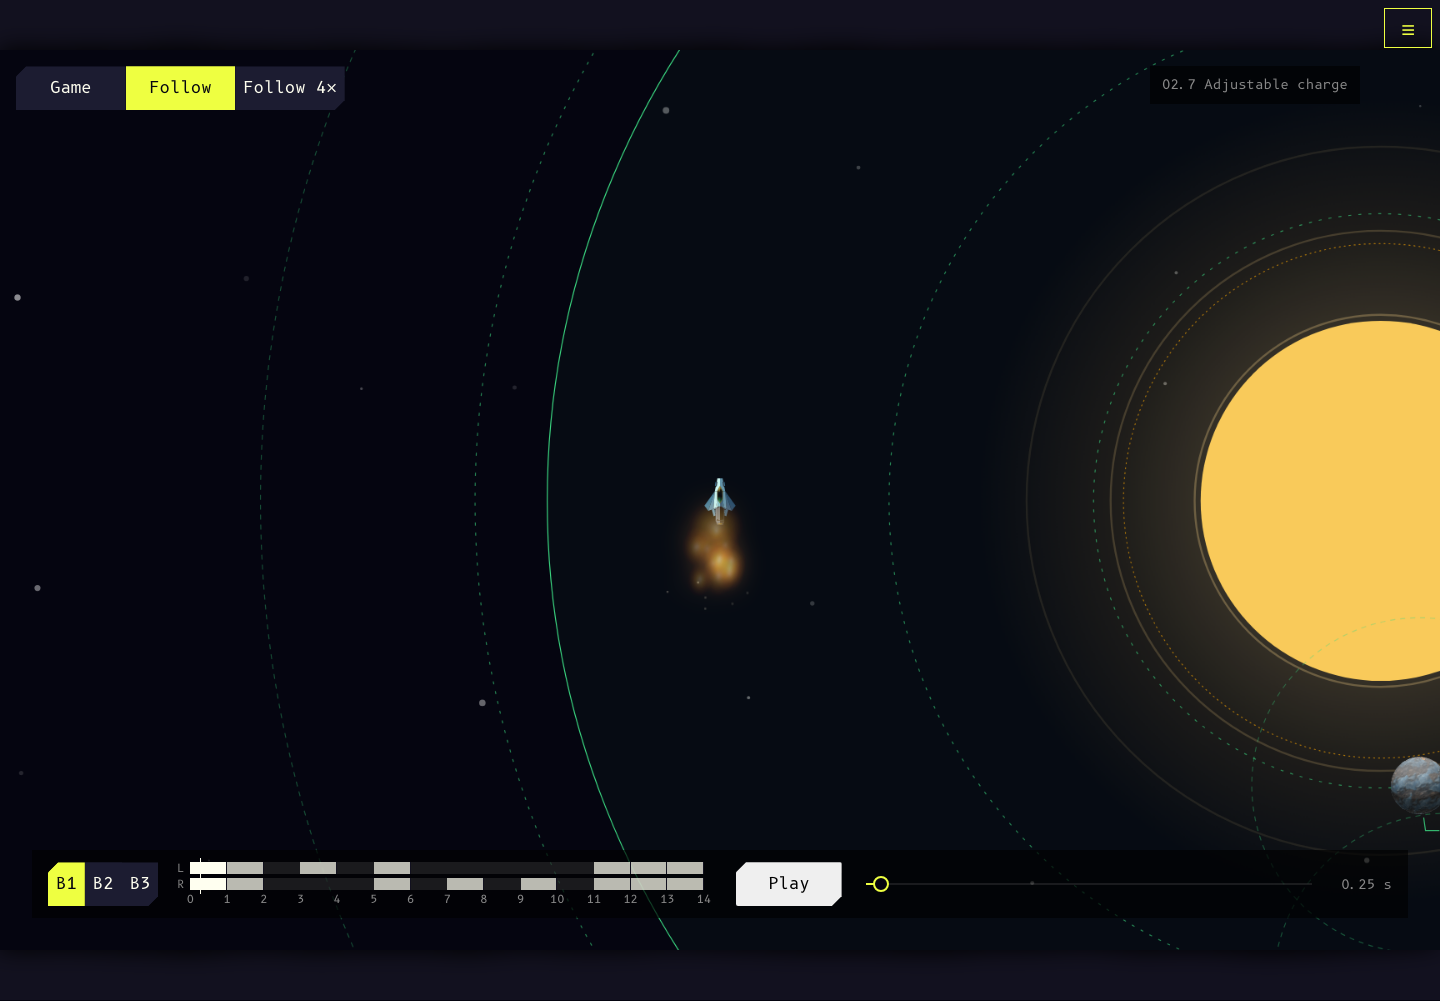 ≡
Game Follow Follow 4×
02.7 Adjustable charge
B1 B2 B3
L
R
0 1 2 3 4 5 6 7 8 9 10 11 12 13 14
Play
0.25 s